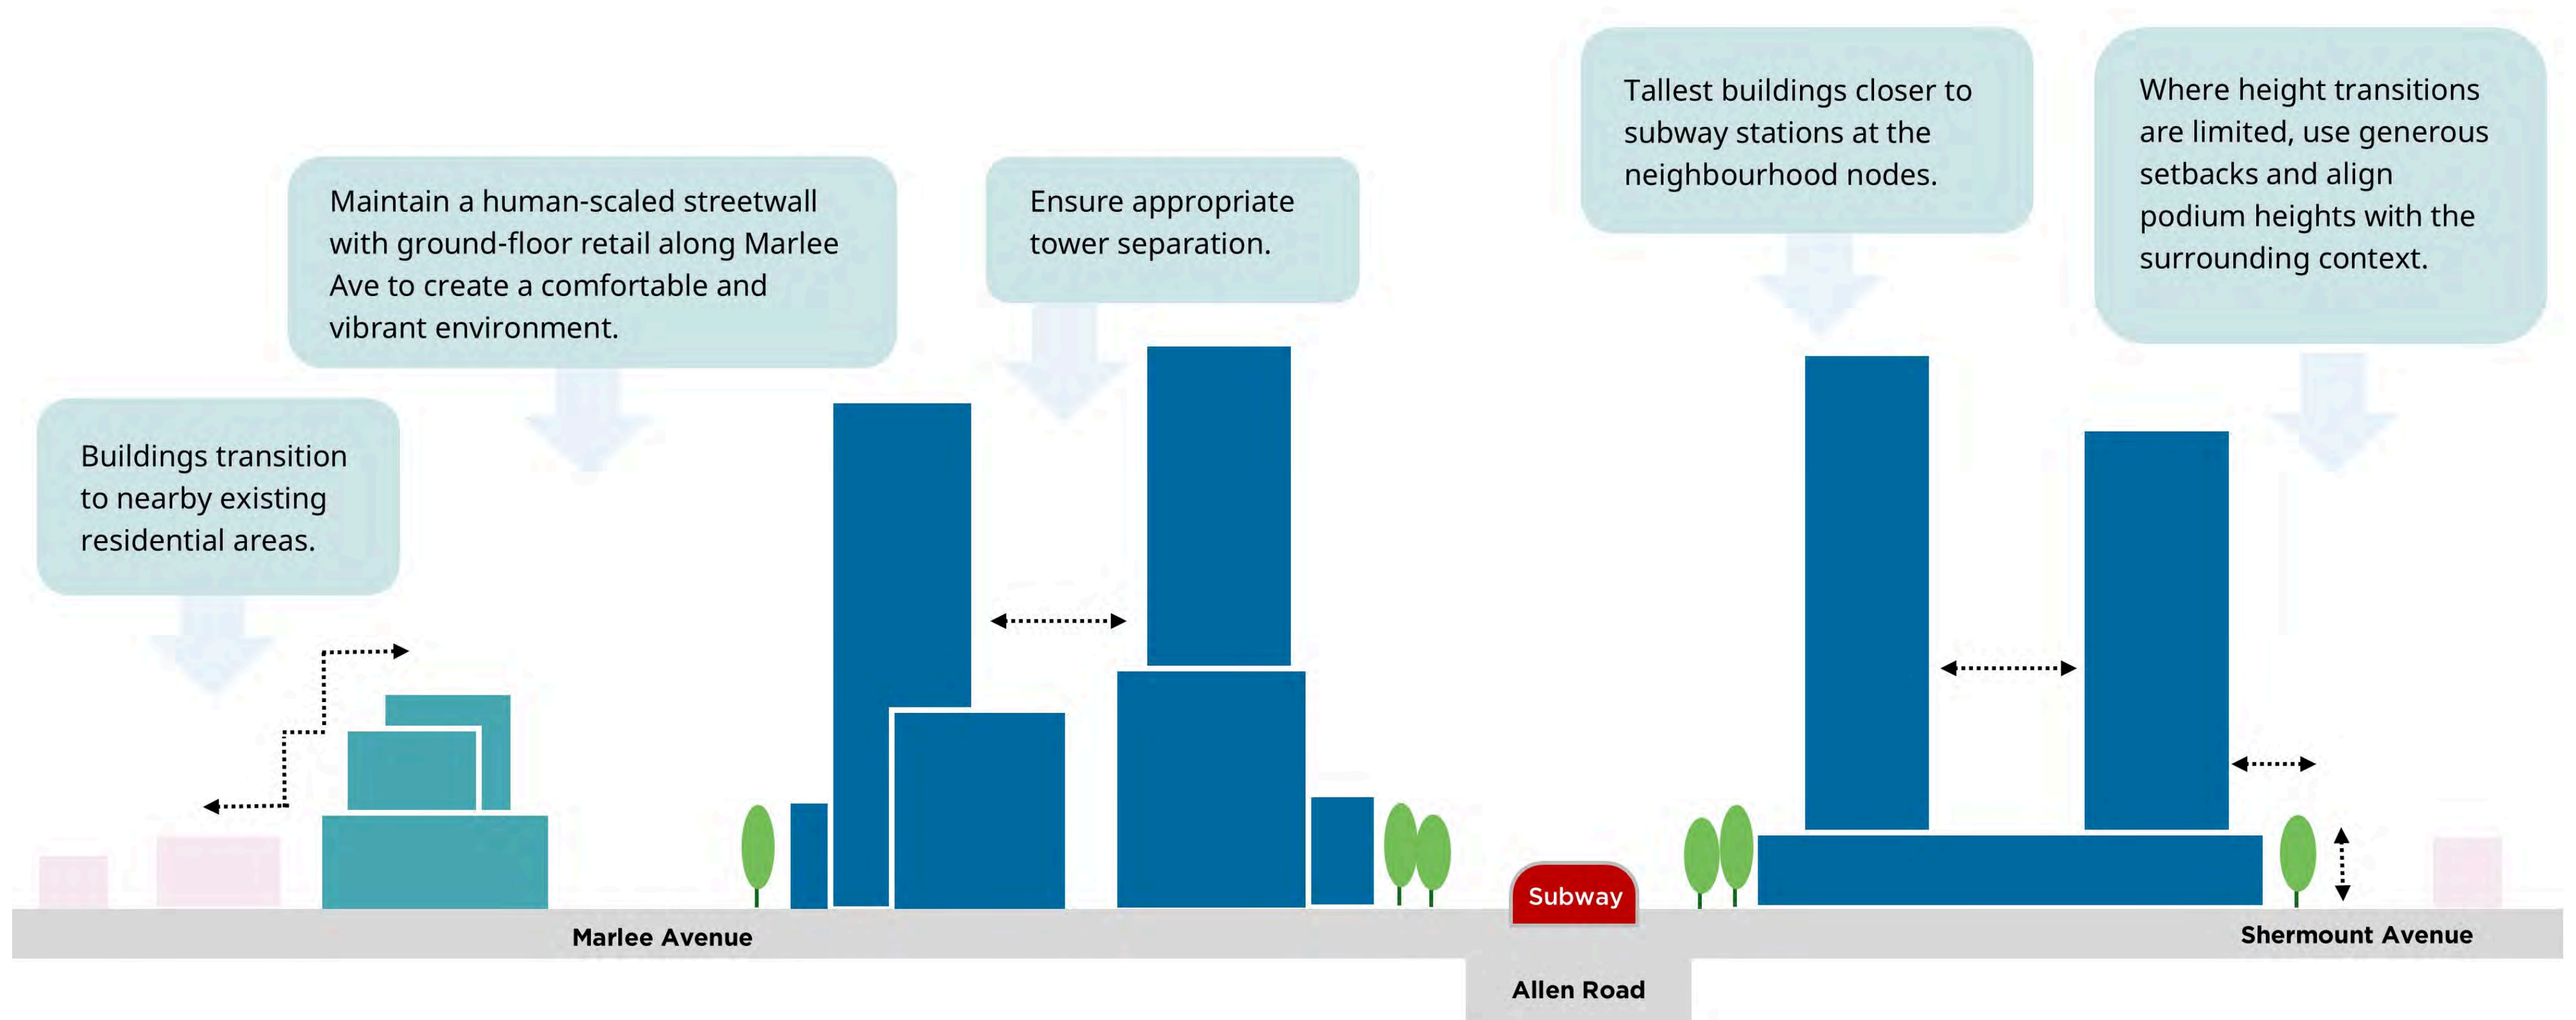 Buildings transition
to nearby existing
residential areas.
Maintain a human-scaled streetwall
with ground-floor retail along Marlee
Ave to create a comfortable and
vibrant environment.
Ensure appropriate
tower separation.
Tallest buildings closer to
subway stations at the
neighbourhood nodes.
Where height transitions
are limited, use generous
setbacks and align
podium heights with the
surrounding context.
Subway
Marlee Avenue
Shermount Avenue
Allen Road